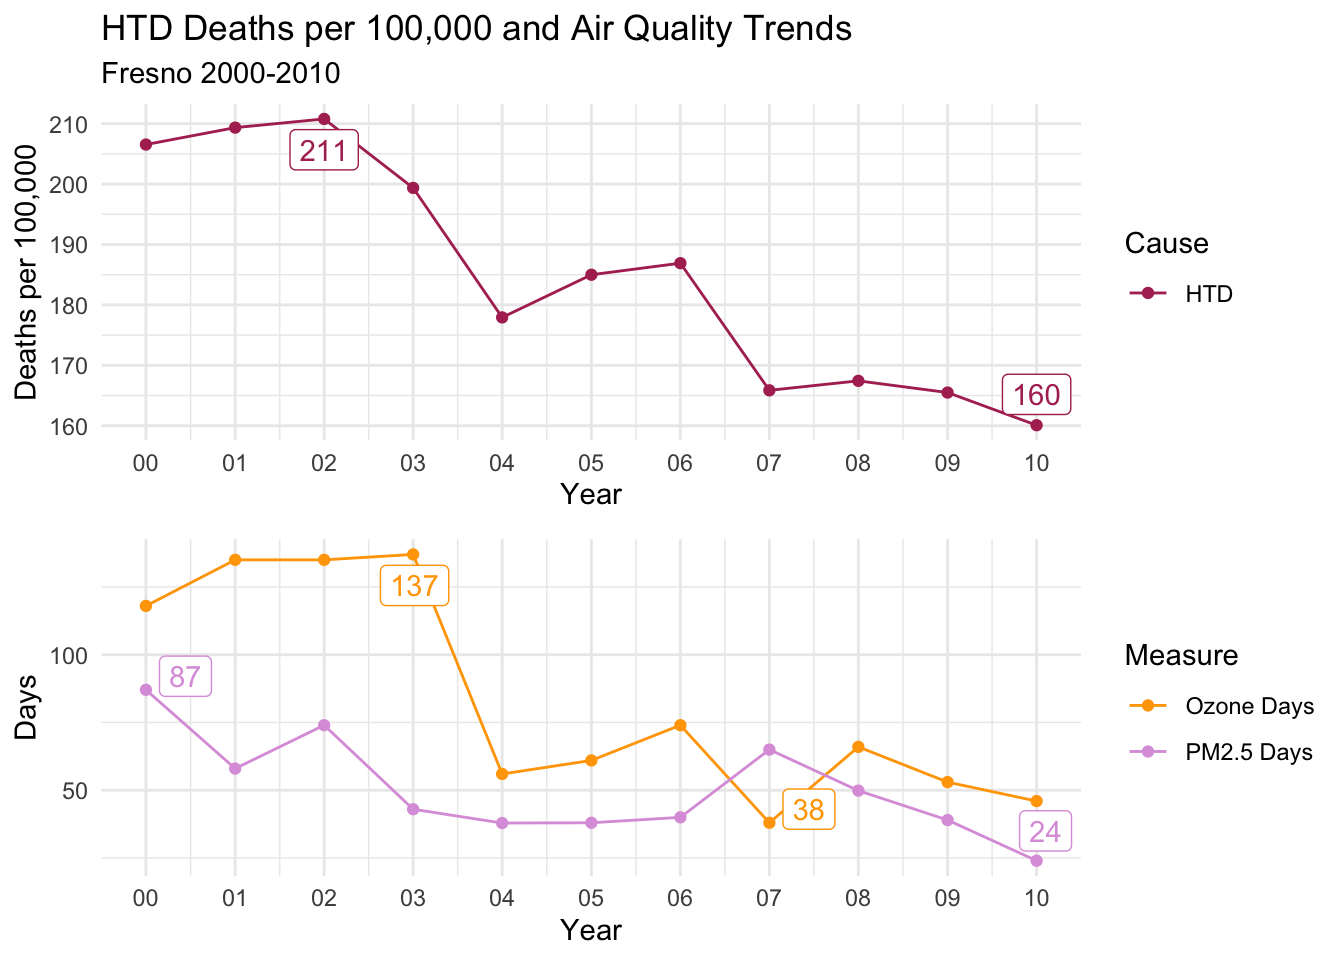 HTD Deaths per 100,000 and Air Quality Trends
Fresno 2000-2010
Deaths per 100,000
210
200
190
180
170
160
211
160
00 01 02 03 04 05 06 07 08 09 10
Year
Cause
HTD
Days
100
50
137
87
38
24
00 01 02 03 04 05 06 07 08 09 10
Year
Measure
Ozone Days
PM2.5 Days